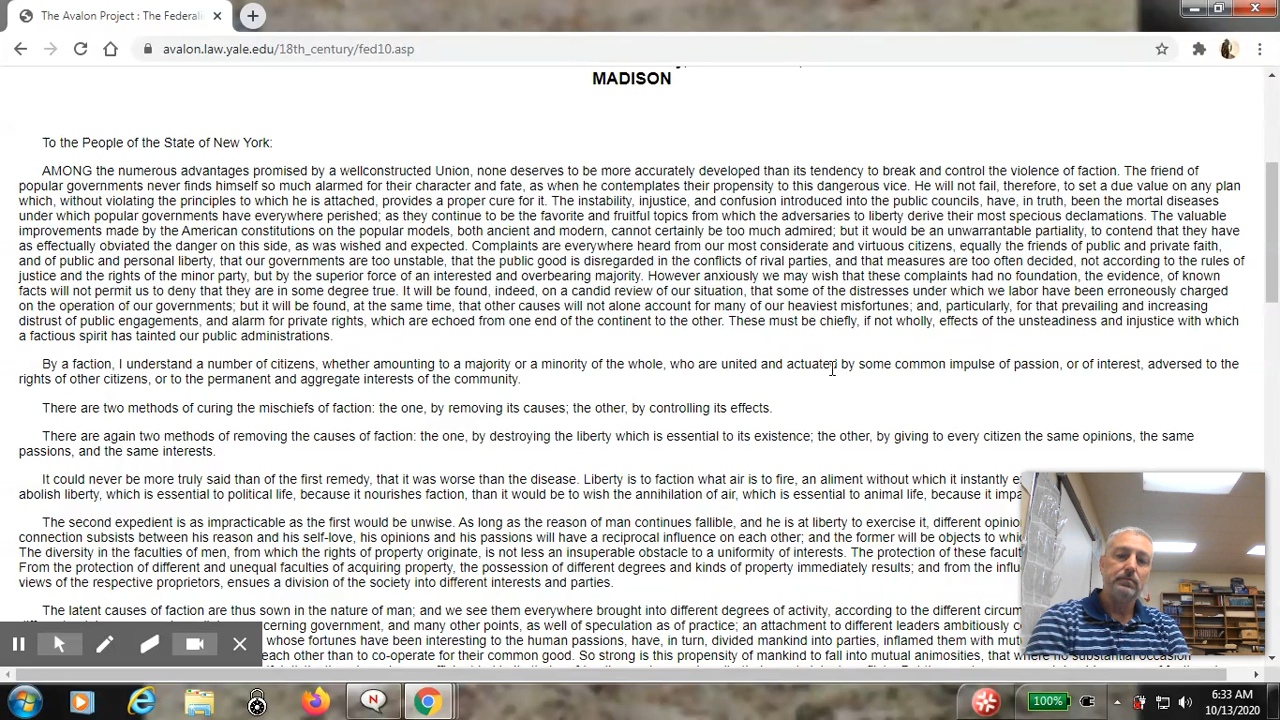 The Avalon Project : The Federali
avalon.law.yale.edu/18th_century/fed10.asp
MADISON
To the People of the State of New York:
AMONG the numerous advantages promised by a wellconstructed Union, none deserves to be more accurately developed than its tendency to break and control the violence of faction. The friend of
popular governments never finds himself so much alarmed for their character and fate, as when he contemplates their propensity to this dangerous vice. He will not fail, therefore, to set a due value on any plan
which, without violating the principles to which he is attached, provides a proper cure for it. The instability, injustice, and confusion introduced into the public councils, have, in truth, been the mortal diseases
under which popular governments have everywhere perished; as they continue to be the favorite and fruitful topics from which the adversaries to liberty derive their most specious declamations. The valuable
improvements made by the American constitutions on the popular models, both ancient and modern, cannot certainly be too much admired; but it would be an unwarrantable partiality, to contend that they have
as effectually obviated the danger on this side, as was wished and expected. Complaints are everywhere heard from our most considerate and virtuous citizens, equally the friends of public and private faith,
and of public and personal liberty, that our governments are too unstable, that the public good is disregarded in the conflicts of rival parties, and that measures are too often decided, not according to the rules of
justice and the rights of the minor party, but by the superior force of an interested and overbearing majority. However anxiously we may wish that these complaints had no foundation, the evidence, of known
facts will not permit us to deny that they are in some degree true. It will be found, indeed, on a candid review of our situation, that some of the distresses under which we labor have been erroneously charged
on the operation of our governments; but it will be found, at the same time, that other causes will not alone account for many of our heaviest misfortunes; and, particularly, for that prevailing and increasing
distrust of public engagements, and alarm for private rights, which are echoed from one end of the continent to the other. These must be chiefly, if not wholly, effects of the unsteadiness and injustice with which
a factious spirit has tainted our public administrations.
By a faction, I understand a number of citizens, whether amounting to a majority or a minority of the whole, who are united and actuated by some common impulse of passion, or of interest, adversed to the
rights of other citizens, or to the permanent and aggregate interests of the community.
There are two methods of curing the mischiefs of faction: the one, by removing its causes; the other, by controlling its effects.
There are again two methods of removing the causes of faction: the one, by destroying the liberty which is essential to its existence; the other, by giving to every citizen the same opinions, the same
passions, and the same interests.
It could never be more truly said than of the first remedy, that it was worse than the disease. Liberty is to faction what air is to fire, an aliment without which it instantly e
abolish liberty, which is essential to political life, because it nourishes faction, than it would be to wish the annihilation of air, which is essential to animal life, because it impa
The second expedient is as impracticable as the first would be unwise. As long as the reason of man continues fallible, and he is at liberty to exercise it, different opinio
connection subsists between his reason and his self-love, his opinions and his passions will have a reciprocal influence on each other; and the former will be objects to whic
The diversity in the faculties of men, from which the rights of property originate, is not less an insuperable obstacle to a uniformity of interests. The protection of these facult
From the protection of different and unequal faculties of acquiring property, the possession of different degrees and kinds of property immediately results; and from the influ
views of the respective proprietors, ensues a division of the society into different interests and parties.
The latent causes of faction are thus sown in the nature of man; and we see them everywhere brought into different degrees of activity, according to the different circum
cerning government, and many other points, as well of speculation as of practice; an attachment to different leaders ambitiously co
whose fortunes have been interesting to the human passions, have, in turn, divided mankind into parties, inflamed them with mutu
each other than to co-operate for their common good. So strong is this propensity of mankind to fall into mutual animosities, that where no substantial occasion
100%
6:33 AM
10/13/2020